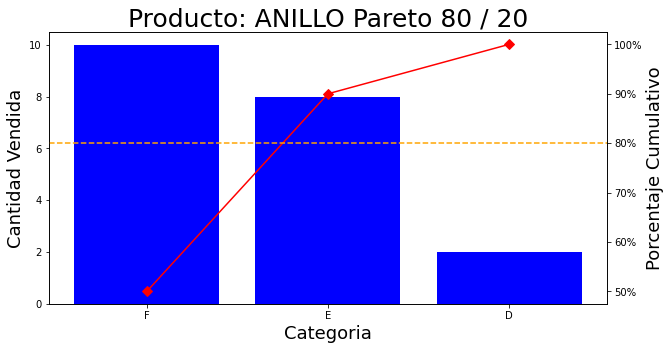 Producto: ANILLO Pareto 80 / 20
Cantidad Vendida
10
8
6
4
2
0
100%
90%
80%
70%
60%
50%
Porcentaje Cumulativo
F E D
Categoria